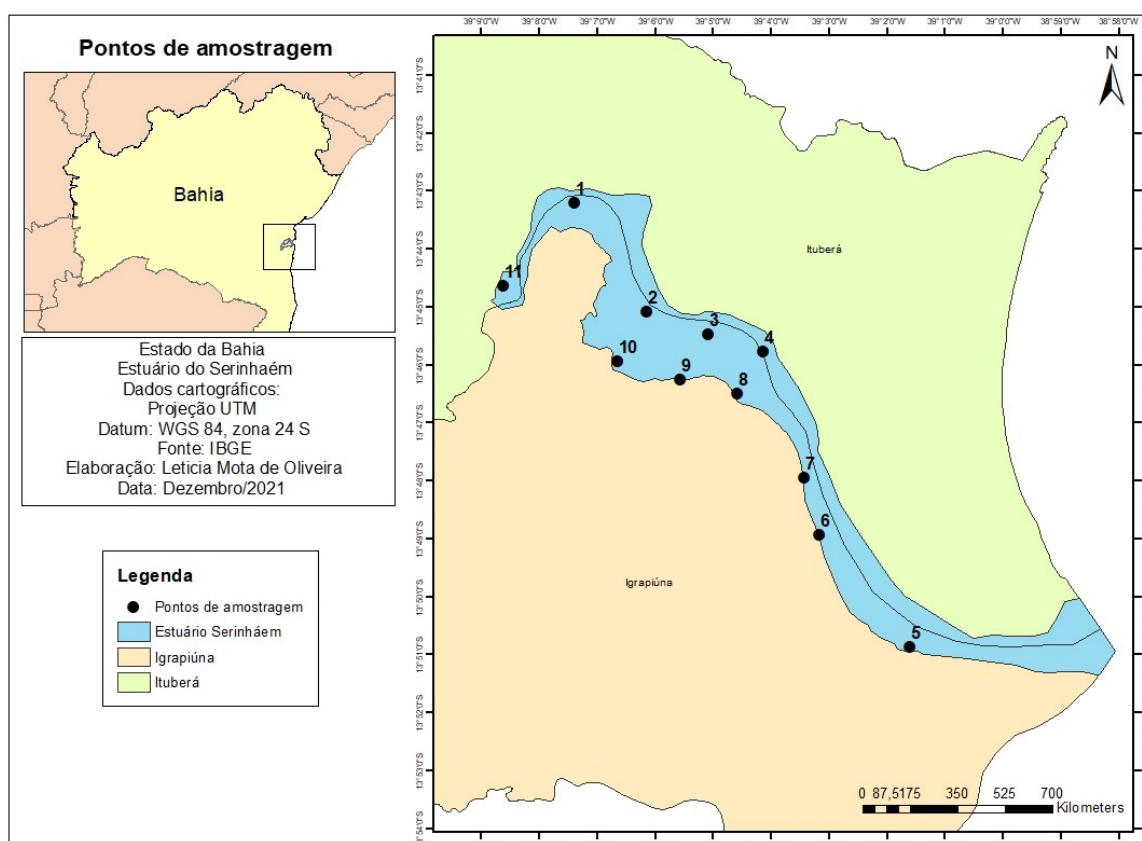 Pontos de amostragem
Bahia
Estado da Bahia
Estuário do Serinhaém
Dados cartográficos:
Projeção UTM
Datum: WGS 84, zona 24 S
Fonte: IBGE
Elaboração: Leticia Mota de Oliveira
Data: Dezembro/2021
Legenda
Pontos de amostragem
Estuário Serinháem
Igrapiúna
Ituberá
39°9'0"W 39°8'0"W 39°7'0"W 39°6'0"W 39°5'0"W 39°4'0"W 39°3'0"W 39°2'0"W 39°1'0"W 39°0'0"W 38°59'0"W 38°58'0"W
13°41'0"S
13°42'0"S
13°43'0"S
13°44'0"S
13°45'0"S
13°46'0"S
13°47'0"S
13°48'0"S
13°49'0"S
13°50'0"S
13°51'0"S
13°52'0"S
13°53'0"S
13°54'0"S
N
1
Ituberá
11
2
3
4
10
9
8
7
6
Igrapiúna
5
0 87,5175 350 525 700
Kilometers